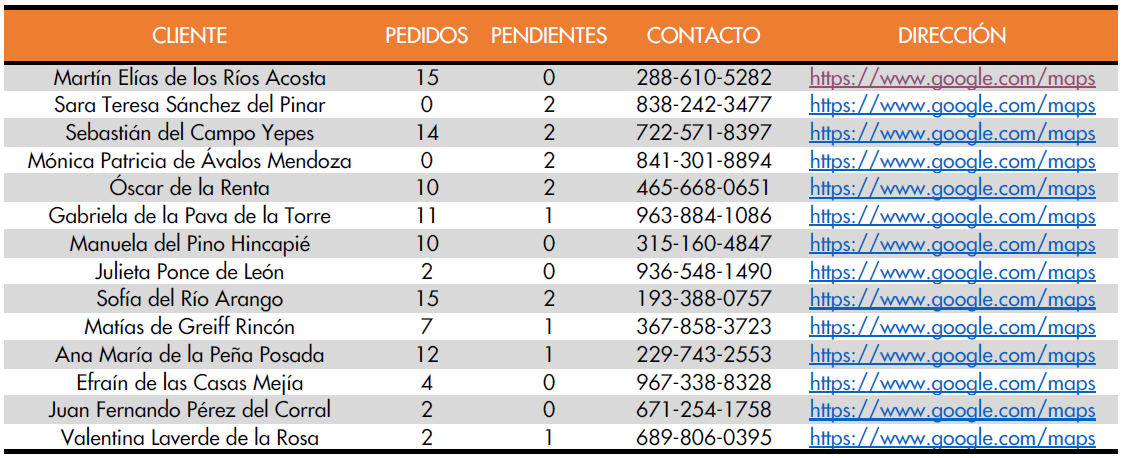 CLIENTE PEDIDOS PENDIENTES CONTACTO DIRECCIÓN
Martín Elías de los Ríos Acosta 15 0 288-610-5282 https://www.google.com/maps
Sara Teresa Sánchez del Pinar 0 2 838-242-3477 https://www.google.com/maps
Sebastián del Campo Yepes 14 2 722-571-8397 https://www.google.com/maps
Mónica Patricia de Ávalos Mendoza 0 2 841-301-8894 https://www.google.com/maps
Óscar de la Renta 10 2 465-668-0651 https://www.google.com/maps
Gabriela de la Pava de la Torre 11 1 963-884-1086 https://www.google.com/maps
Manuela del Pino Hincapié 10 0 315-160-4847 https://www.google.com/maps
Julieta Ponce de León 2 0 936-548-1490 https://www.google.com/maps
Sofía del Río Arango 15 2 193-388-0757 https://www.google.com/maps
Matías de Greiff Rincón 7 1 367-858-3723 https://www.google.com/maps
Ana María de la Peña Posada 12 1 229-743-2553 https://www.google.com/maps
Efraín de las Casas Mejía 4 0 967-338-8328 https://www.google.com/maps
Juan Fernando Pérez del Corral 2 0 671-254-1758 https://www.google.com/maps
Valentina Laverde de la Rosa 2 1 689-806-0395 https://www.google.com/maps